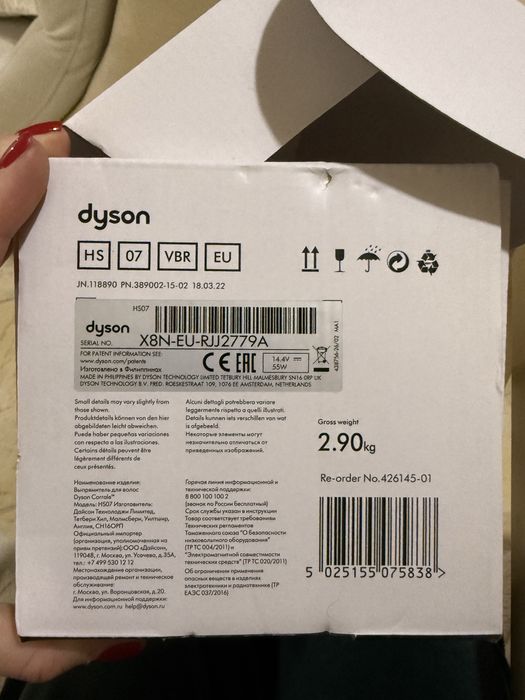 dyson
HS 07 VBR EU
JN.118890 PN.389002-15-02 18.03.22
HS07
dyson
SERIAL NO. X8N-EU-RJJ2779A
FOR PATENT INFORMATION SEE:
www.dyson.com/patents
Изготовлено в Филиппинах
CE EAC 14.4V 55W
MADE IN PHILIPPINES BY DYSON TECHNOLOGY LIMITED TETBURY HILL MALMESBURY SN16 0RP UK
DYSON TECHNOLOGY B.V. PRED. ROESKESTRAAT 109, 1076 EE AMSTERDAM, NETHERLANDS
438756-26/02 MA1
Small details may vary slightly from
those shown.
Produktdetails können von den hier
abgebildeten leicht abweichen.
Puede haber pequeñas variaciones
con respecto a las ilustraciones.
Certains détails peuvent être
légèrement différents de
ceux présentés.
Alcuni dettagli potrebbero variare
leggermente rispetto a quelli illustrati.
Details kunnen iets verschillen van wat
is afgebeeld.
Некоторые элементы могут
незначительно отличаться от
приведенных изображений.
Gross weight
2.90kg
Re-order No.426145-01
Наименование изделия:
Выпрямитель для волос
Dyson Corrale™
Модель: HS07 Изготовитель:
Дайсон Текнолоджи Лимитед,
Тетбери Хил, Малмсбери, Уилтшир,
Англия, СН16ОРП
Официальный импортер
(организация, уполномоченная на
прием претензий):ООО «Дайсон»,
119048, г. Москва, ул. Усачева, д.35А,
тел.: +7 499 530 12 12
Местонахождение организации,
производящей ремонт и техническое
обслуживание:
г. Москва, ул. Воронцовская, д.20.
Для информационной поддержки:
www.dyson.com.ru help@dyson.ru
Горячая линия информационной и
технической поддержки:
8 800 100 100 2
(звонок по России Бесплатный)
Срок службы указан в инструкции
Товар соответствует требованиям
Технических регламентов
Таможенного союза "О безопасности
низковольтного оборудования"
(ТР ТС 004/2011) и
"Электромагнитной совместимости
технических средств" (ТР ТС 020/2011)
Об ограничении применения
опасных веществ в изделиях
электротехники и радиотехники (ТР
ЕАЭС 037/2016)
5 025155 075838 >